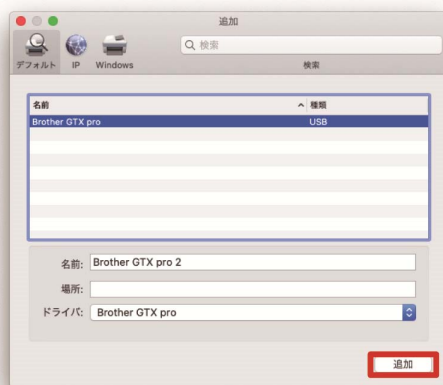 追加
検索
デフォルト IP Windows 検索
名前 種類
Brother GTX pro USB
名前: Brother GTX pro 2
場所:
ドライバ: Brother GTX pro
追加